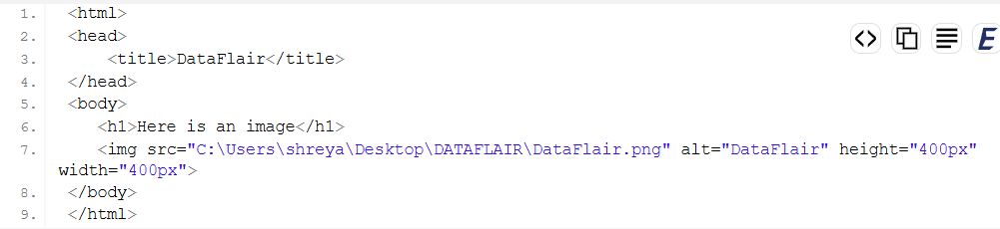 1. <html>
2. <head>
3. <title>DataFlair</title>
4. </head>
5. <body>
6. <h1>Here is an image</h1>
7. <img src="C:\Users\shreya\Desktop\DATAFLAIR\DataFlair.png" alt="DataFlair" height="400px"
width="400px">
8. </body>
9. </html>
E